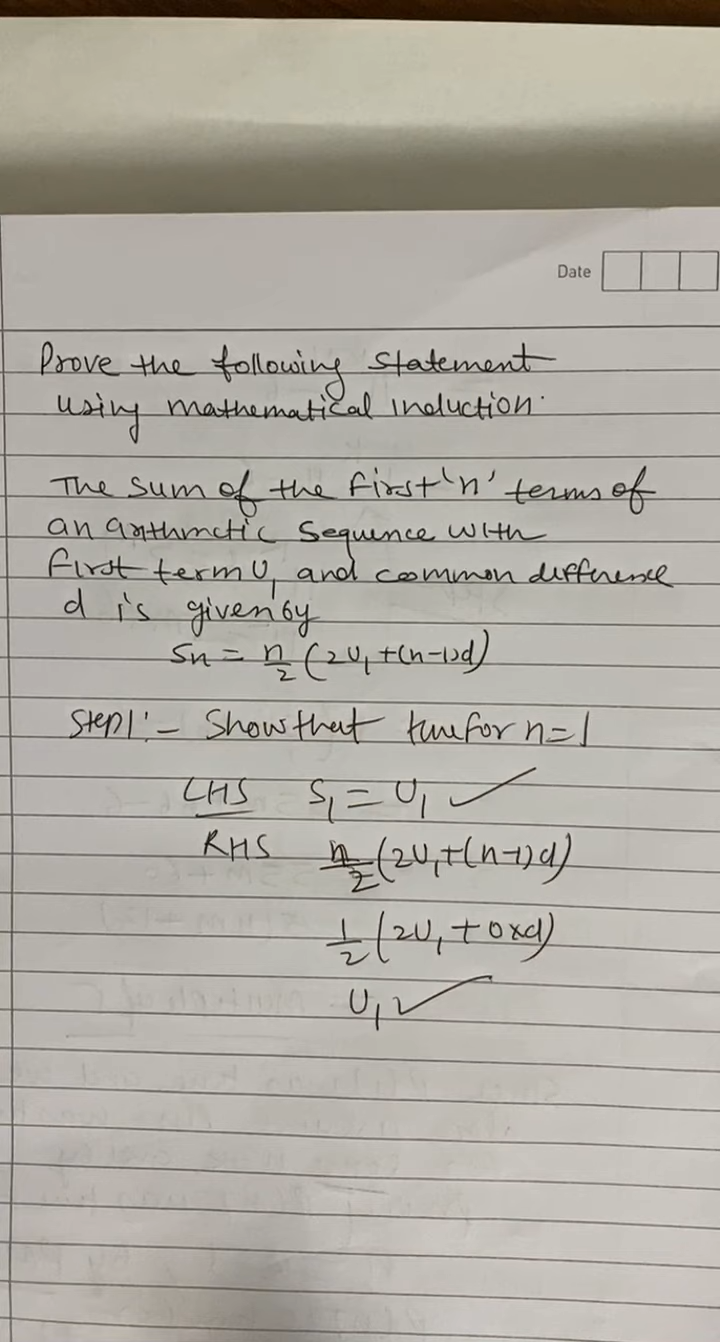 Date
Prove the following statement
using mathematical induction.
The sum of the first 'n' terms of
an arithmetic sequence with
first term U₁ and common difference
d is given by
Sn = n/2 (2U₁ + (n-1)d)
Step1:- Show that true for n=1
LHS S₁ = U₁ ✓
RHS n/2 (2U₁+(n-1)d)
1/2 (2U₁ + 0×d)
U₁ ✓